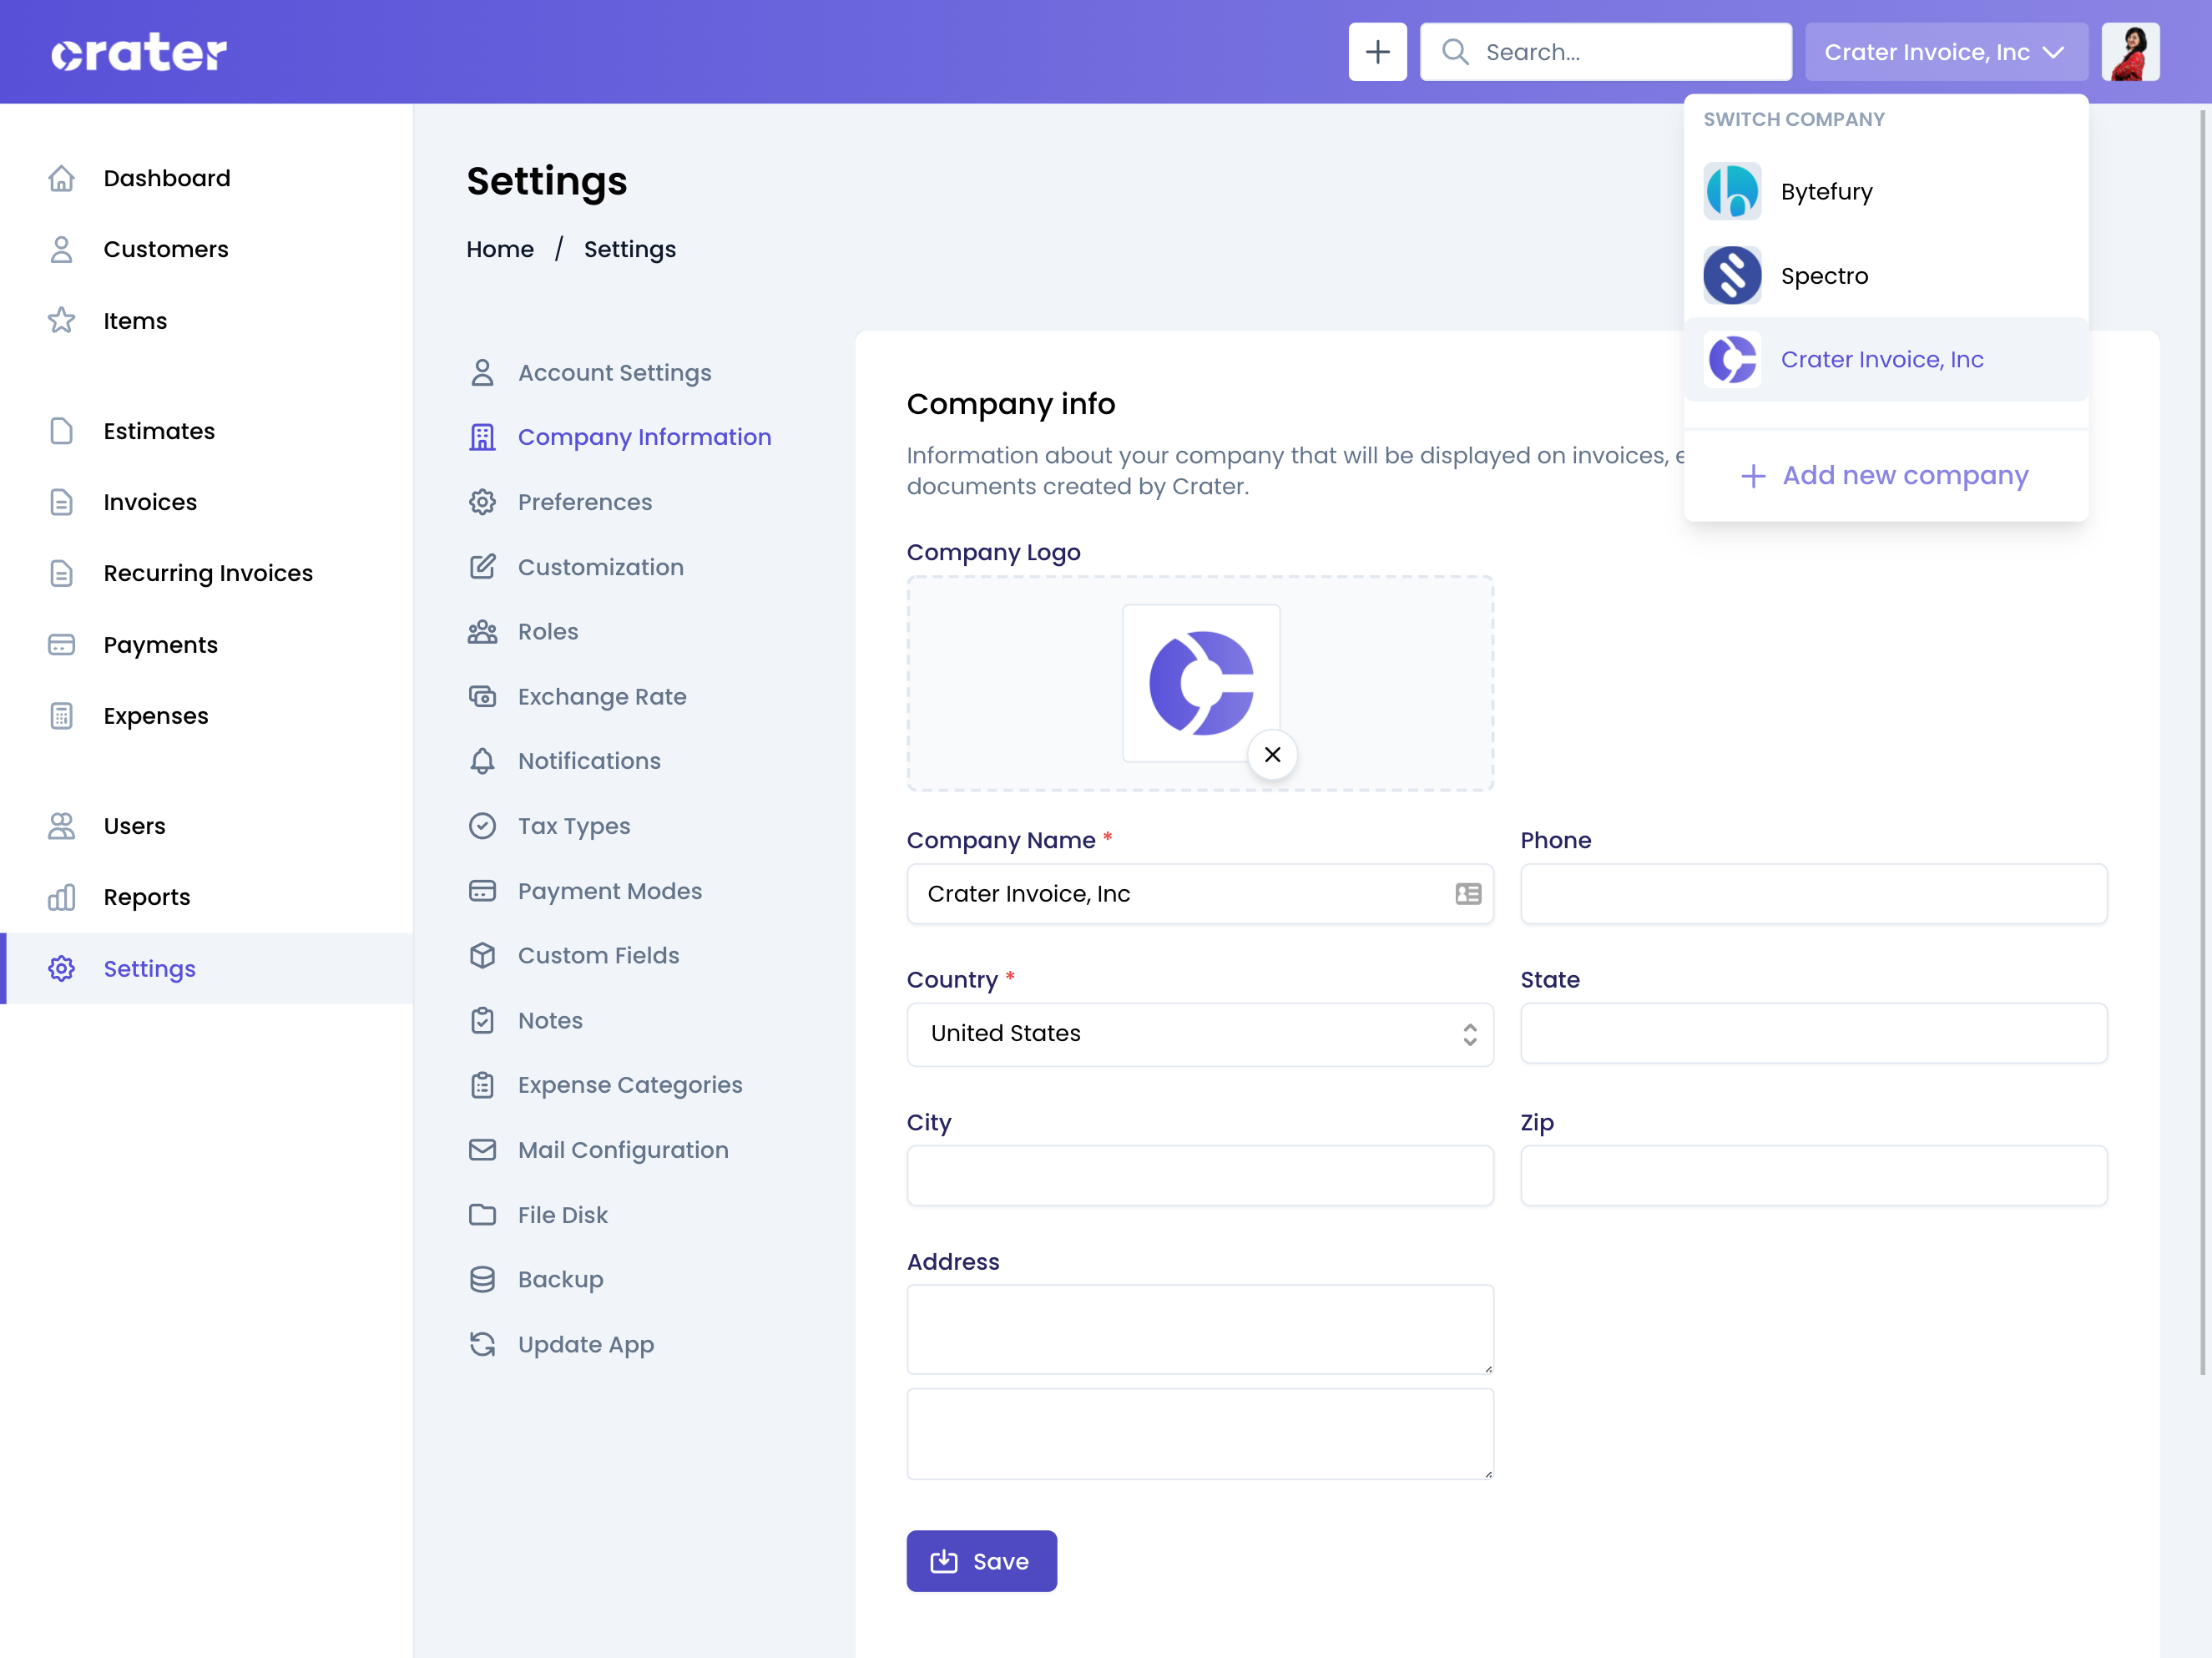 crater
Search...
Crater Invoice, Inc
SWITCH COMPANY
Bytefury
Spectro
Crater Invoice, Inc
Add new company
Dashboard
Customers
Items
Estimates
Invoices
Recurring Invoices
Payments
Expenses
Users
Reports
Settings
Settings
Home / Settings
Account Settings
Company Information
Preferences
Customization
Roles
Exchange Rate
Notifications
Tax Types
Payment Modes
Custom Fields
Notes
Expense Categories
Mail Configuration
File Disk
Backup
Update App
Company info
Information about your company that will be displayed on invoices,
documents created by Crater.
Company Logo
Company Name *
Crater Invoice, Inc
Phone
Country *
United States
State
City
Zip
Address
Save